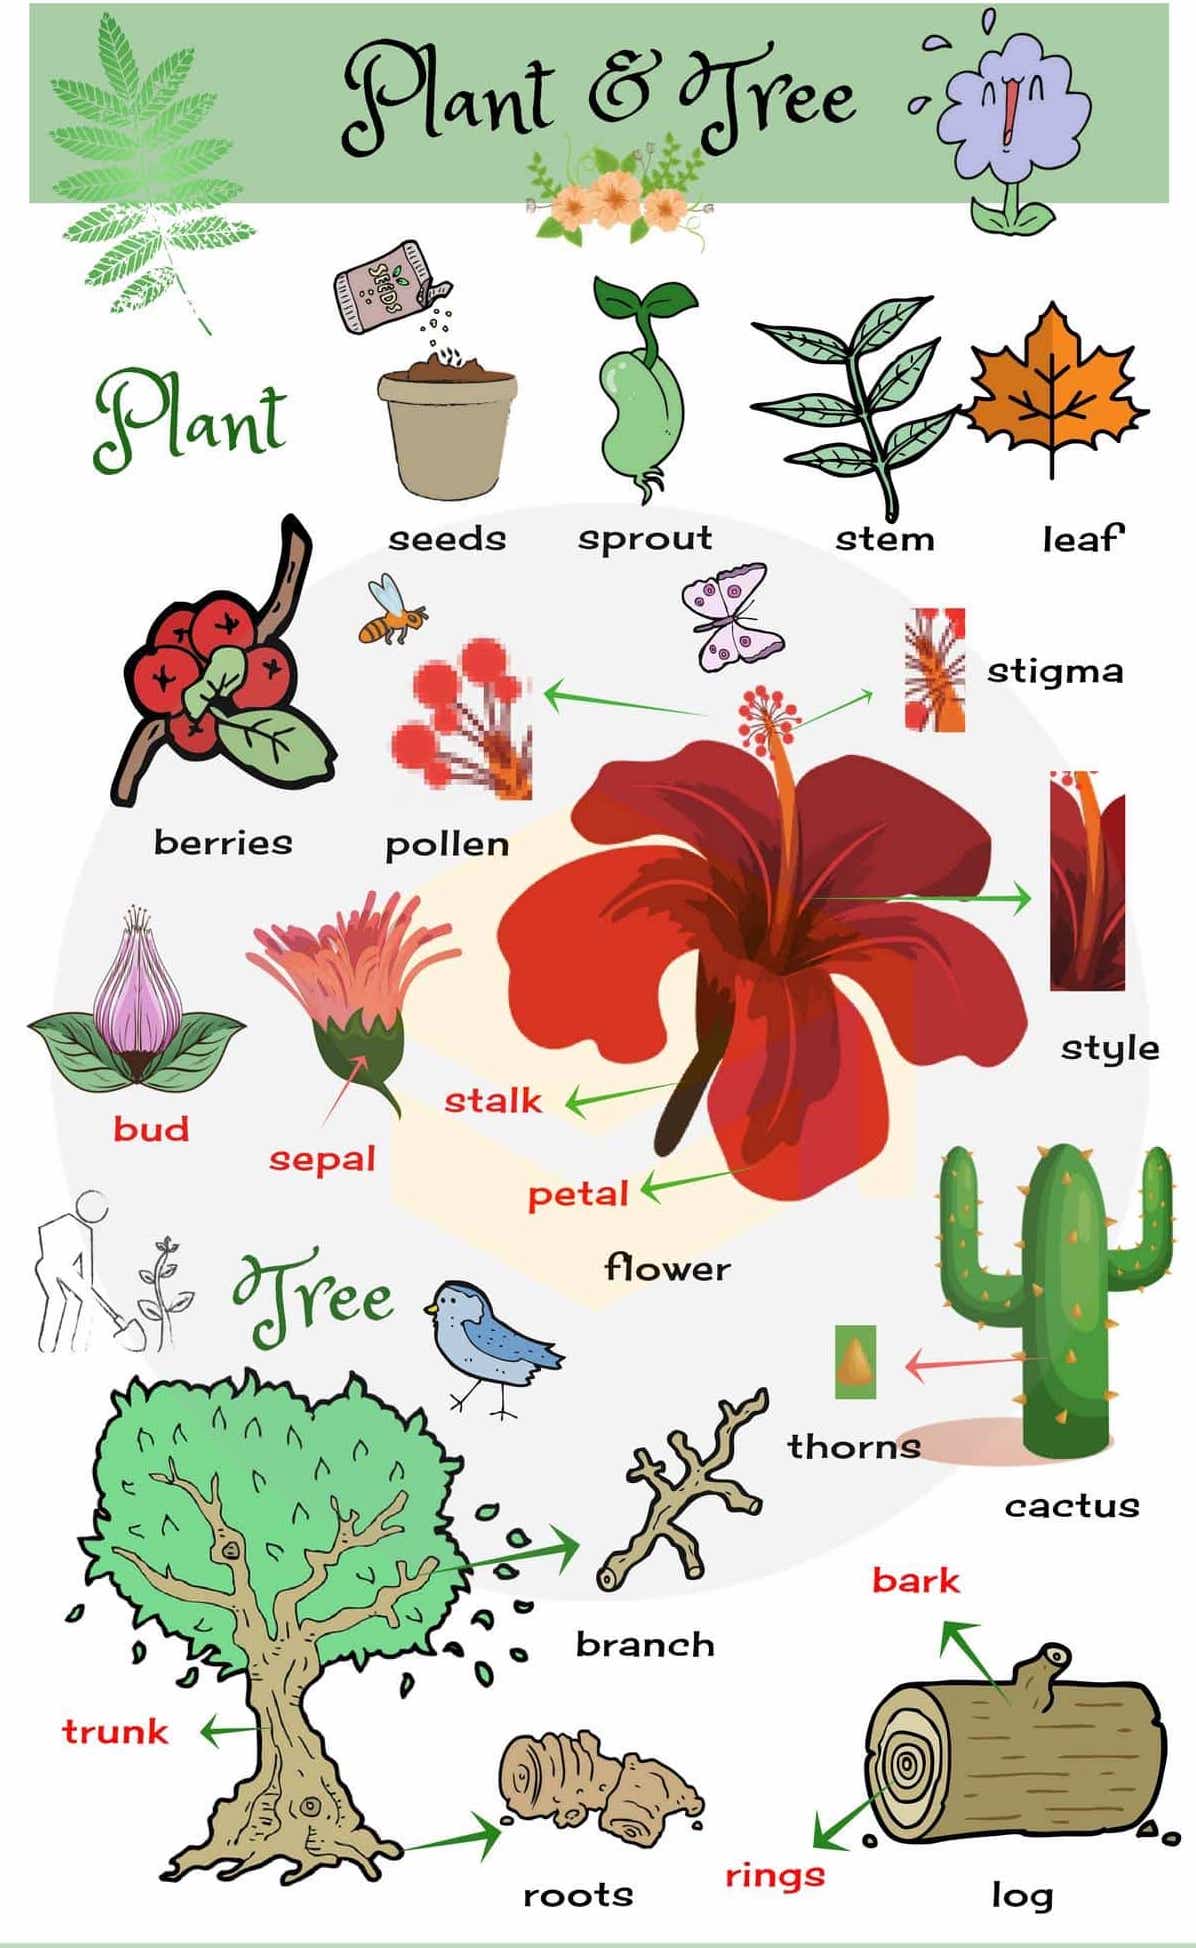 Plant & Tree
SEEDS
Plant
seeds
sprout
stem
leaf
stigma
berries
pollen
style
stalk
bud
sepal
petal
flower
Tree
thorns
cactus
bark
branch
trunk
rings
roots
log